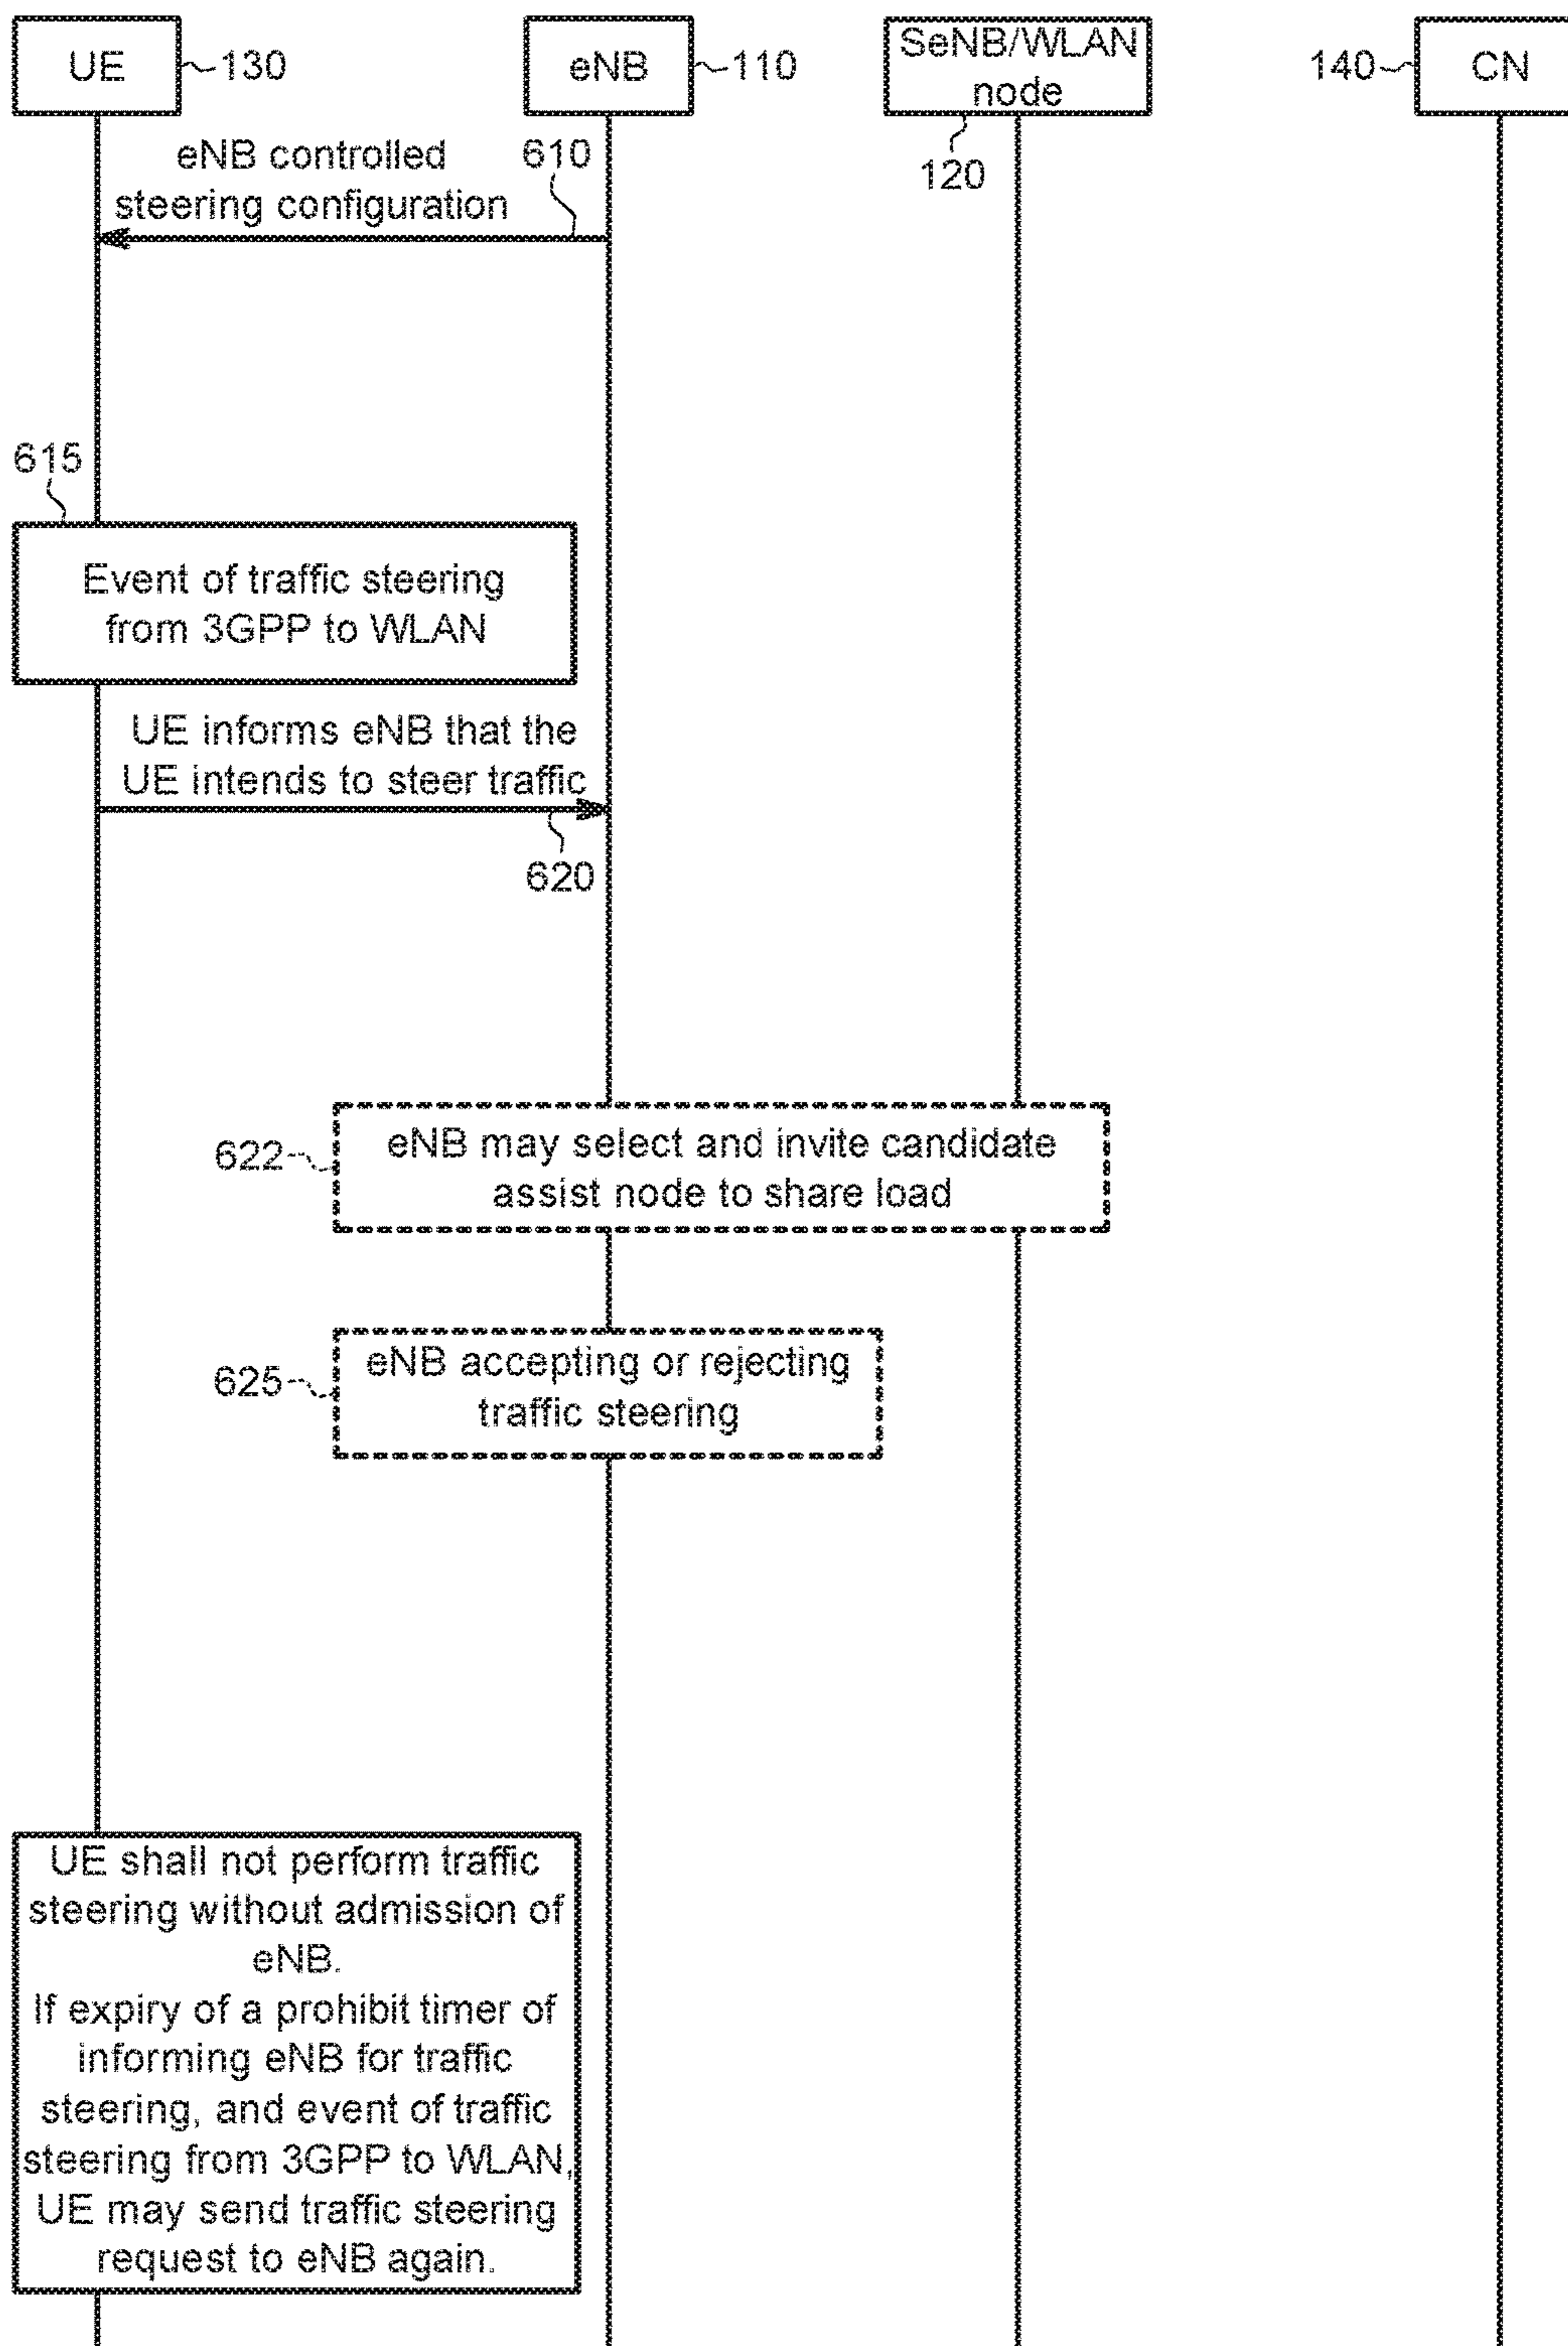 UE
130
eNB
110
SeNB/WLAN
node
120
140
CN
eNB controlled
steering configuration
610
615
Event of traffic steering
from 3GPP to WLAN
UE informs eNB that the
UE intends to steer traffic
620
622
eNB may select and invite candidate
assist node to share load
625
eNB accepting or rejecting
traffic steering
UE shall not perform traffic
steering without admission of
eNB.
If expiry of a prohibit timer of
informing eNB for traffic
steering, and event of traffic
steering from 3GPP to WLAN,
UE may send traffic steering
request to eNB again.